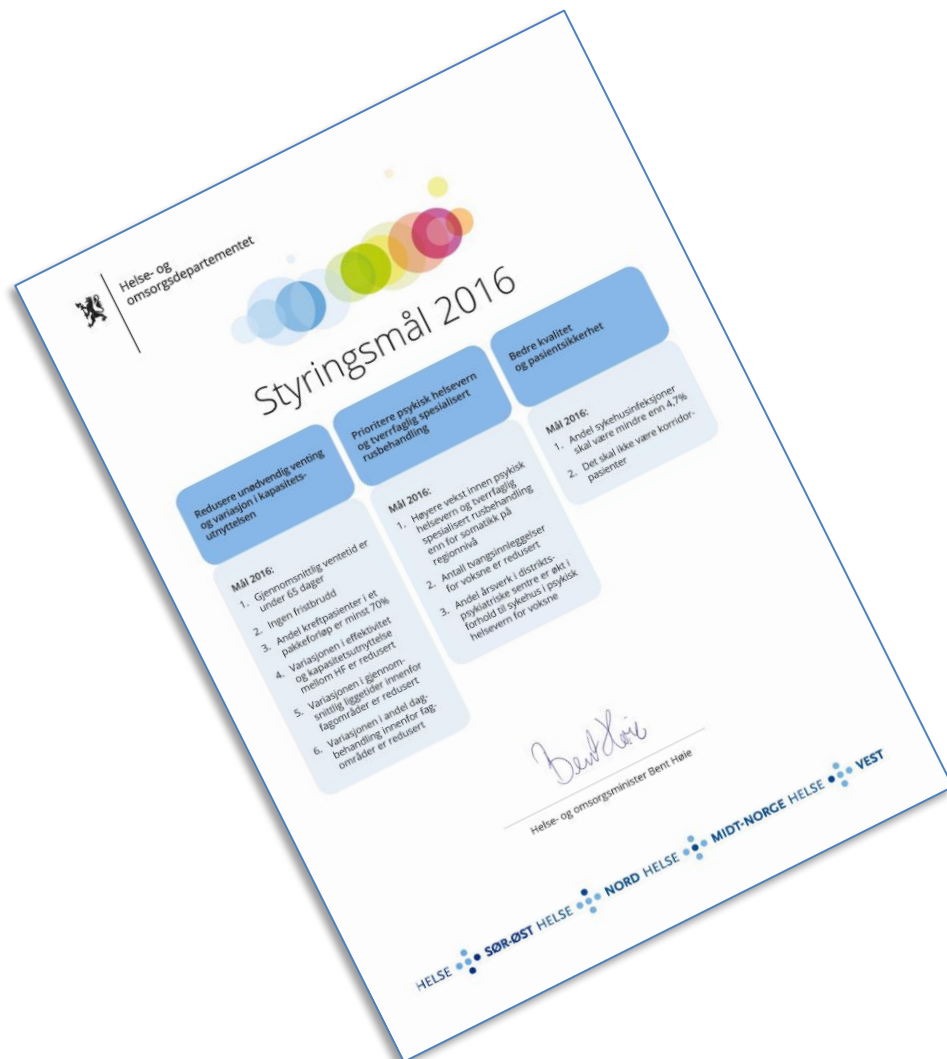 Helse- og
omsorgsdepartementet
Styringsmål 2016
Redusere unødvendig venting
og variasjon i kapasitets-
utnyttelsen
Mål 2016:
1. Gjennomsnittlig ventetid er
under 65 dager
2. Ingen fristbrudd
3. Andel kreftpasienter i et
pakkeforløp er minst 70%
4. Variasjonen i effektivitet
og kapasitetsutnyttelse
mellom HF er redusert
5. Variasjonen i gjennom-
snittlig liggetider innenfor
fagområder er redusert
6. Variasjonen i andel dag-
behandling innenfor fag-
områder er redusert
Prioritere psykisk helsevern
og tverrfaglig spesialisert
rusbehandling
Mål 2016:
1. Høyere vekst innen psykisk
helsevern og tverrfaglig
spesialisert rusbehandling
enn for somatikk på
regionnivå
2. Antall tvangsinnleggelser
for voksne er redusert
3. Andel årsverk i distrikts-
psykiatriske sentre er økt i
forhold til sykehus i psykisk
helsevern for voksne
Bedre kvalitet
og pasientsikkerhet
Mål 2016:
1. Andel sykehusinfeksjoner
skal være mindre enn 4,7%
2. Det skal ikke være korridor-
pasienter
Bent Høie
Helse- og omsorgsminister Bent Høie
HELSE SØR-ØST HELSE NORD HELSE MIDT-NORGE HELSE VEST